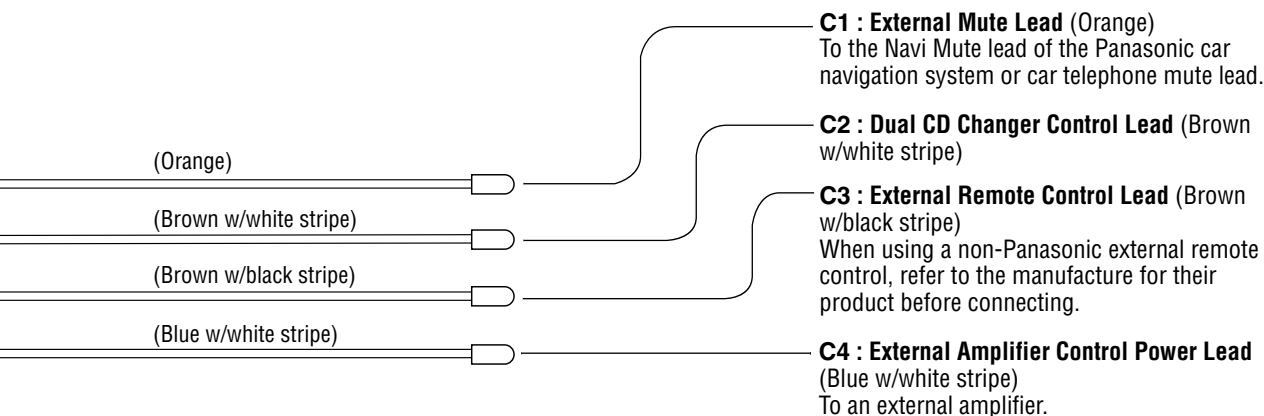 C1 : External Mute Lead (Orange)
To the Navi Mute lead of the Panasonic car
navigation system or car telephone mute lead.
C2 : Dual CD Changer Control Lead (Brown
w/white stripe)
(Orange)
C3 : External Remote Control Lead (Brown
w/black stripe)
When using a non-Panasonic external remote
control, refer to the manufacture for their
product before connecting.
(Brown w/white stripe)
(Brown w/black stripe)
(Blue w/white stripe)
C4 : External Amplifier Control Power Lead
(Blue w/white stripe)
To an external amplifier.